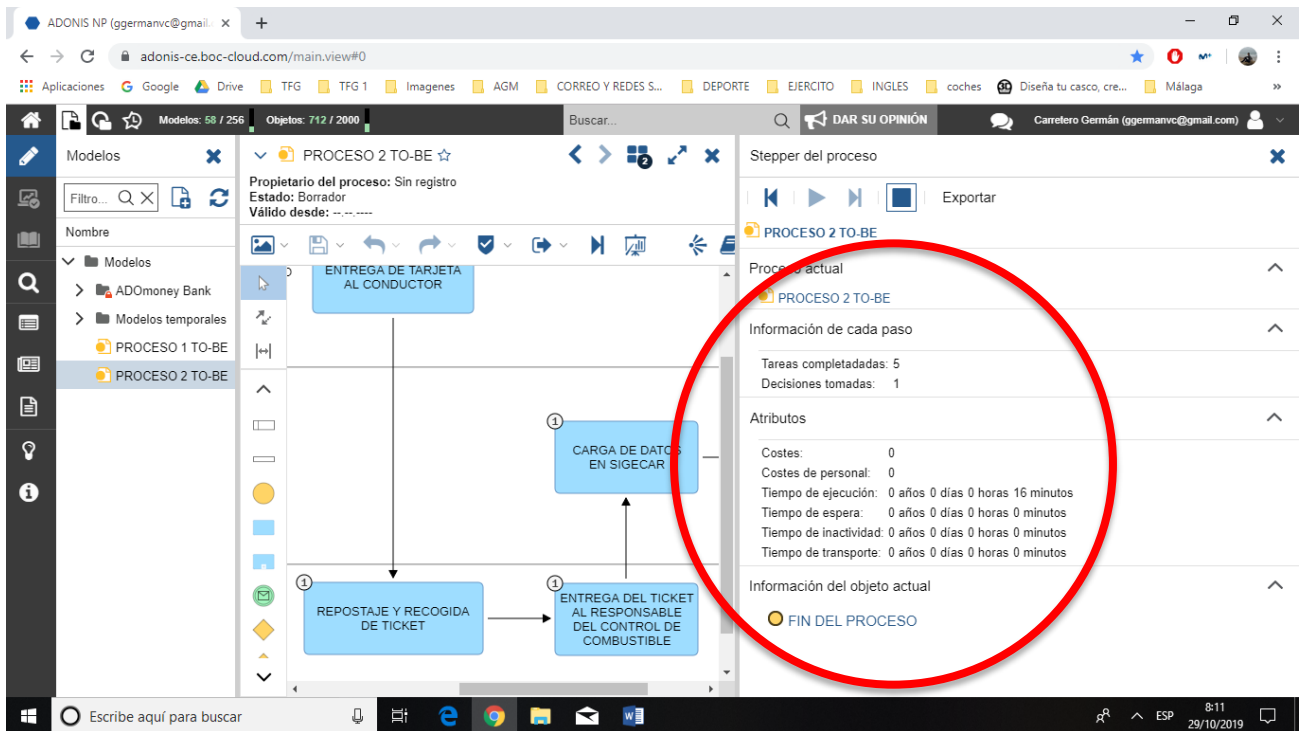 ADONIS NP (ggermanvc@gmail.
adonis-ce.boc-cloud.com/main.view#0
Aplicaciones Google Drive TFG TFG 1 Imagenes AGM CORREO Y REDES S... DEPORTE EJERCITO INGLES coches Diseña tu casco, cre... Málaga »
Modelos: 58 / 256 Objetos: 712 / 2000 Buscar... DAR SU OPINIÓN Carretero Germán (ggermanvc@gmail.com)
Modelos
Filtro...
Nombre
Modelos
ADOmoney Bank
Modelos temporales
PROCESO 1 TO-BE
PROCESO 2 TO-BE
PROCESO 2 TO-BE
2
Propietario del proceso: Sin registro
Estado: Borrador
Válido desde: --.--.----
ENTREGA DE TARJETA
AL CONDUCTOR
1
CARGA DE DATOS
EN SIGECAR
1
REPOSTAJE Y RECOGIDA
DE TICKET
1
ENTREGA DEL TICKET
AL RESPONSABLE
DEL CONTROL DE
COMBUSTIBLE
Stepper del proceso
Exportar
PROCESO 2 TO-BE
Proceso actual
PROCESO 2 TO-BE
Información de cada paso
Tareas completadadas: 5
Decisiones tomadas: 1
Atributos
Costes: 0
Costes de personal: 0
Tiempo de ejecución: 0 años 0 días 0 horas 16 minutos
Tiempo de espera: 0 años 0 días 0 horas 0 minutos
Tiempo de inactividad: 0 años 0 días 0 horas 0 minutos
Tiempo de transporte: 0 años 0 días 0 horas 0 minutos
Información del objeto actual
FIN DEL PROCESO
Escribe aquí para buscar
ESP
8:11
29/10/2019